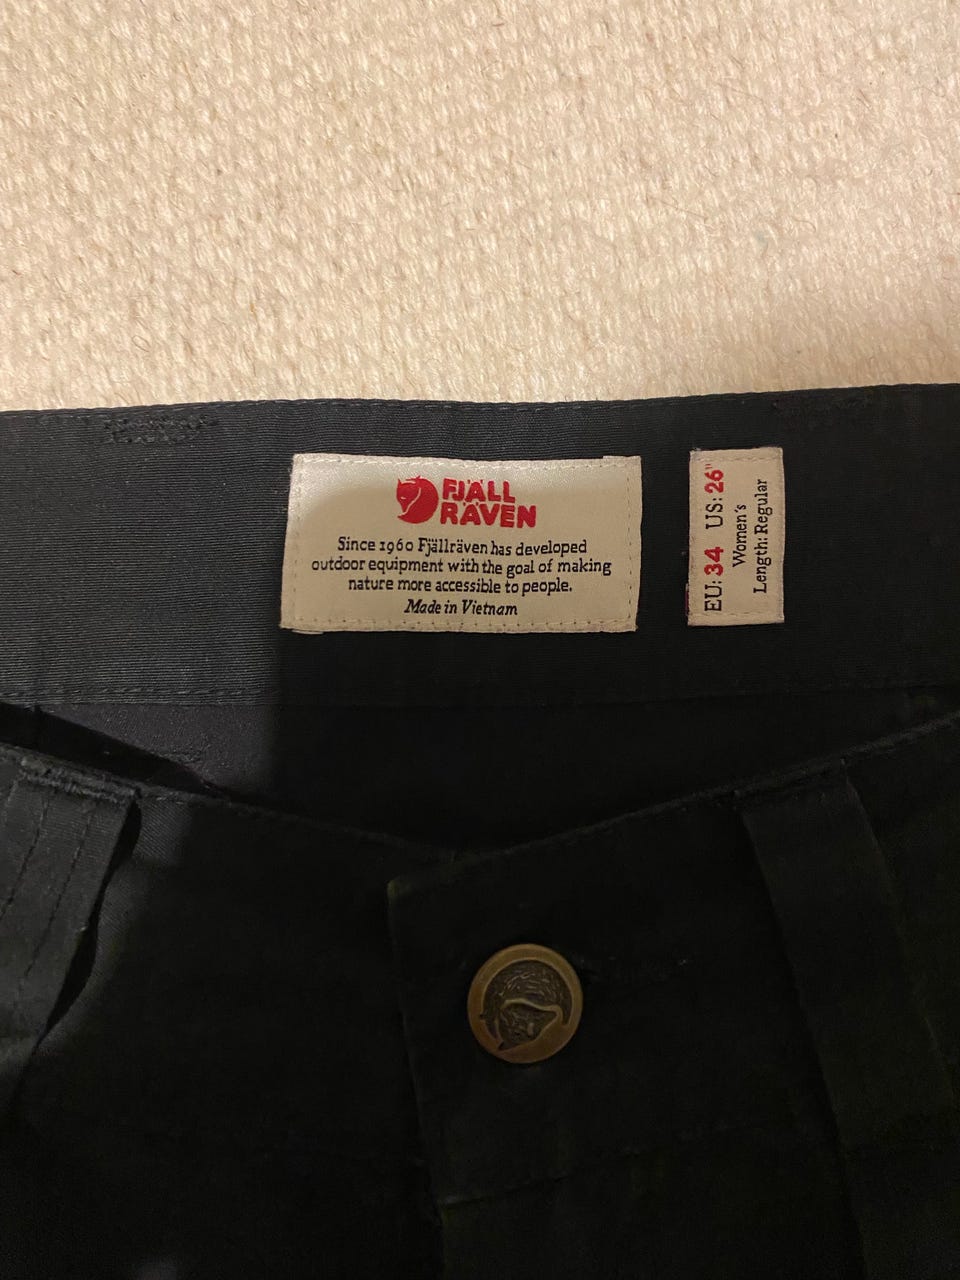 FJÄLL
RÄVEN
Since 1960 Fjällräven has developed
outdoor equipment with the goal of making
nature more accessible to people.
Made in Vietnam
EU: 34 US: 26"
Women's
Length: Regular